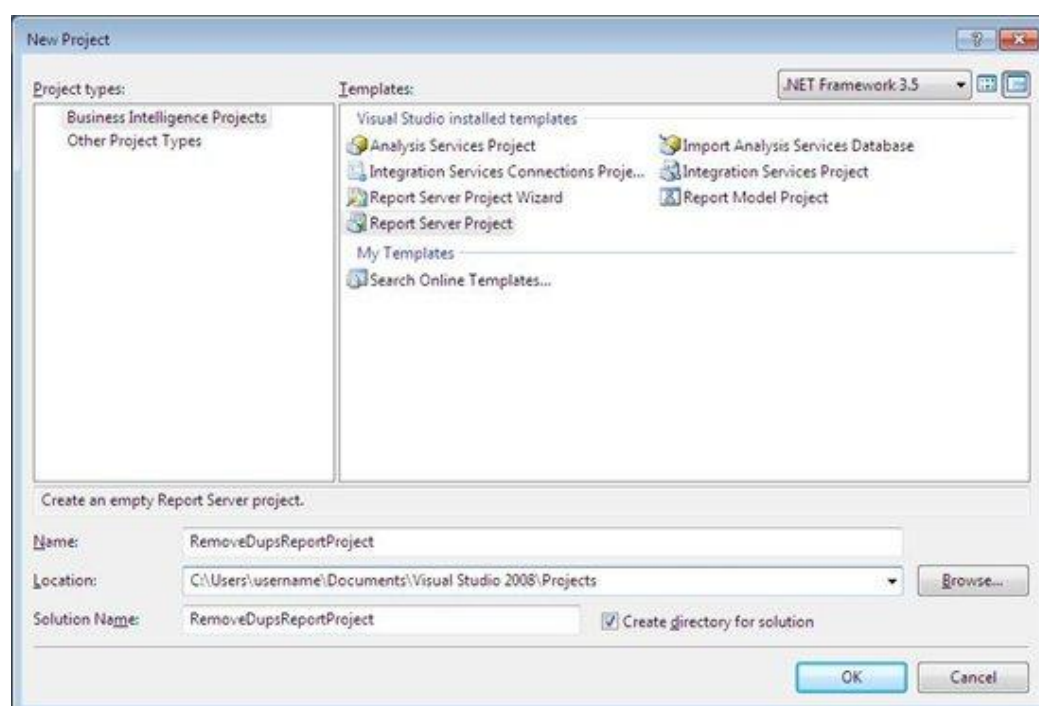 New Project
Project types:
Templates:
.NET Framework 3.5
Business Intelligence Projects
Other Project Types
Visual Studio installed templates
Analysis Services Project
Import Analysis Services Database
Integration Services Connections Proje...
Integration Services Project
Report Server Project Wizard
Report Model Project
Report Server Project
My Templates
Search Online Templates...
Create an empty Report Server project.
Name:
RemoveDupsReportProject
Location:
C:\Users\username\Documents\Visual Studio 2008\Projects
Browse...
Solution Name:
RemoveDupsReportProject
Create directory for solution
OK
Cancel